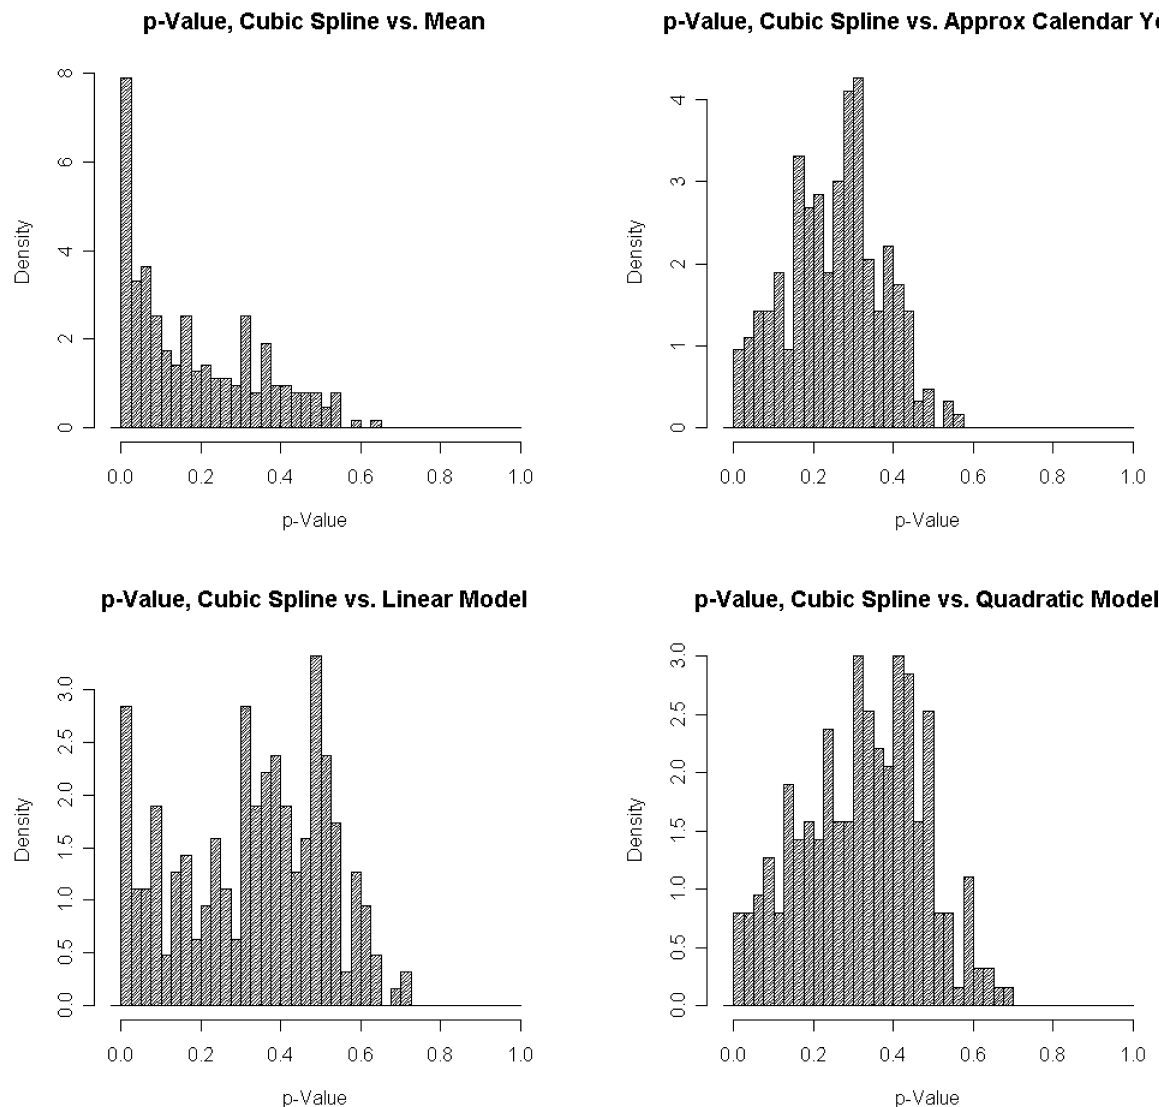 p-Value, Cubic Spline vs. Mean
8
6
4
2
0
Density
0.0 0.2 0.4 0.6 0.8 1.0
p-Value
p-Value, Cubic Spline vs. Approx Calendar Ye
4
3
2
1
0
Density
0.0 0.2 0.4 0.6 0.8 1.0
p-Value
p-Value, Cubic Spline vs. Linear Model
3.0
2.5
2.0
1.5
1.0
0.5
0.0
Density
0.0 0.2 0.4 0.6 0.8 1.0
p-Value
p-Value, Cubic Spline vs. Quadratic Model
3.0
2.5
2.0
1.5
1.0
0.5
0.0
Density
0.0 0.2 0.4 0.6 0.8 1.0
p-Value